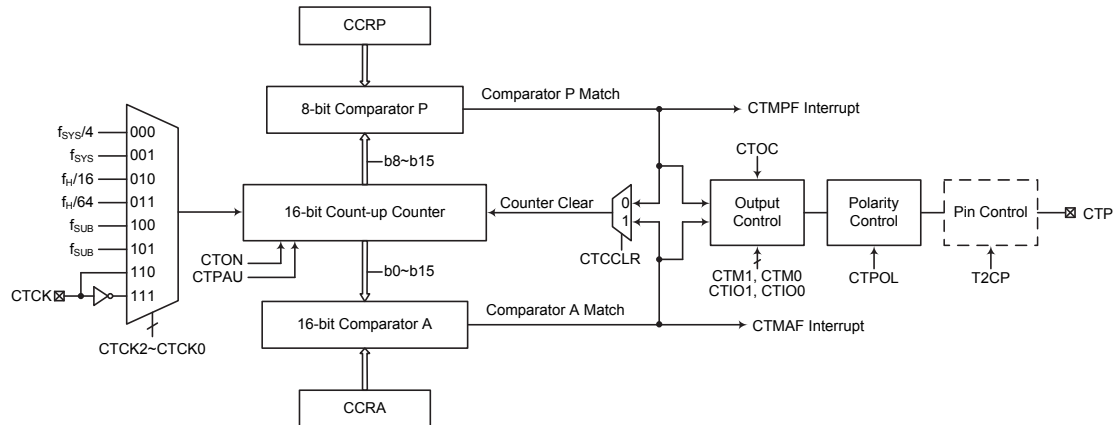 CCRP
8-bit Comparator P
Comparator P Match
CTMPF Interrupt
b8~b15
fSYS/4
000
fSYS
001
fH/16
010
fH/64
011
fSUB
100
fSUB
101
110
111
CTCK
CTCK2~CTCK0
16-bit Count-up Counter
CTON
CTPAU
Counter Clear
0
1
CTCCLR
b0~b15
CTOC
Output
Control
CTM1, CTM0
CTIO1, CTIO0
Polarity
Control
CTPOL
Pin Control
T2CP
CTP
16-bit Comparator A
Comparator A Match
CTMAF Interrupt
CCRA